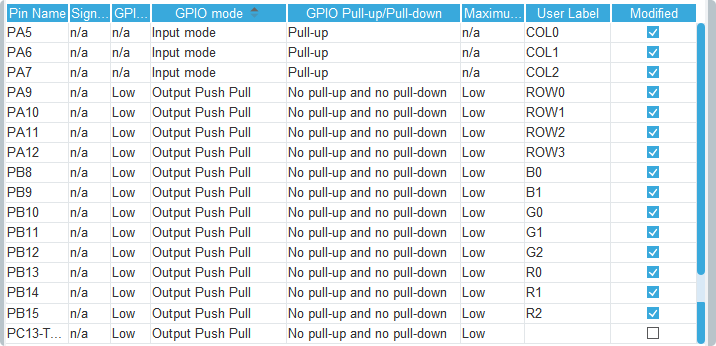 Pin Name Sign... GPI... GPIO mode GPIO Pull-up/Pull-down Maximu... User Label Modified
PA5 n/a n/a Input mode Pull-up n/a COL0
PA6 n/a n/a Input mode Pull-up n/a COL1
PA7 n/a n/a Input mode Pull-up n/a COL2
PA9 n/a Low Output Push Pull No pull-up and no pull-down Low ROW0
PA10 n/a Low Output Push Pull No pull-up and no pull-down Low ROW1
PA11 n/a Low Output Push Pull No pull-up and no pull-down Low ROW2
PA12 n/a Low Output Push Pull No pull-up and no pull-down Low ROW3
PB8 n/a Low Output Push Pull No pull-up and no pull-down Low B0
PB9 n/a Low Output Push Pull No pull-up and no pull-down Low B1
PB10 n/a Low Output Push Pull No pull-up and no pull-down Low G0
PB11 n/a Low Output Push Pull No pull-up and no pull-down Low G1
PB12 n/a Low Output Push Pull No pull-up and no pull-down Low G2
PB13 n/a Low Output Push Pull No pull-up and no pull-down Low R0
PB14 n/a Low Output Push Pull No pull-up and no pull-down Low R1
PB15 n/a Low Output Push Pull No pull-up and no pull-down Low R2
PC13-T... n/a Low Output Push Pull No pull-up and no pull-down Low